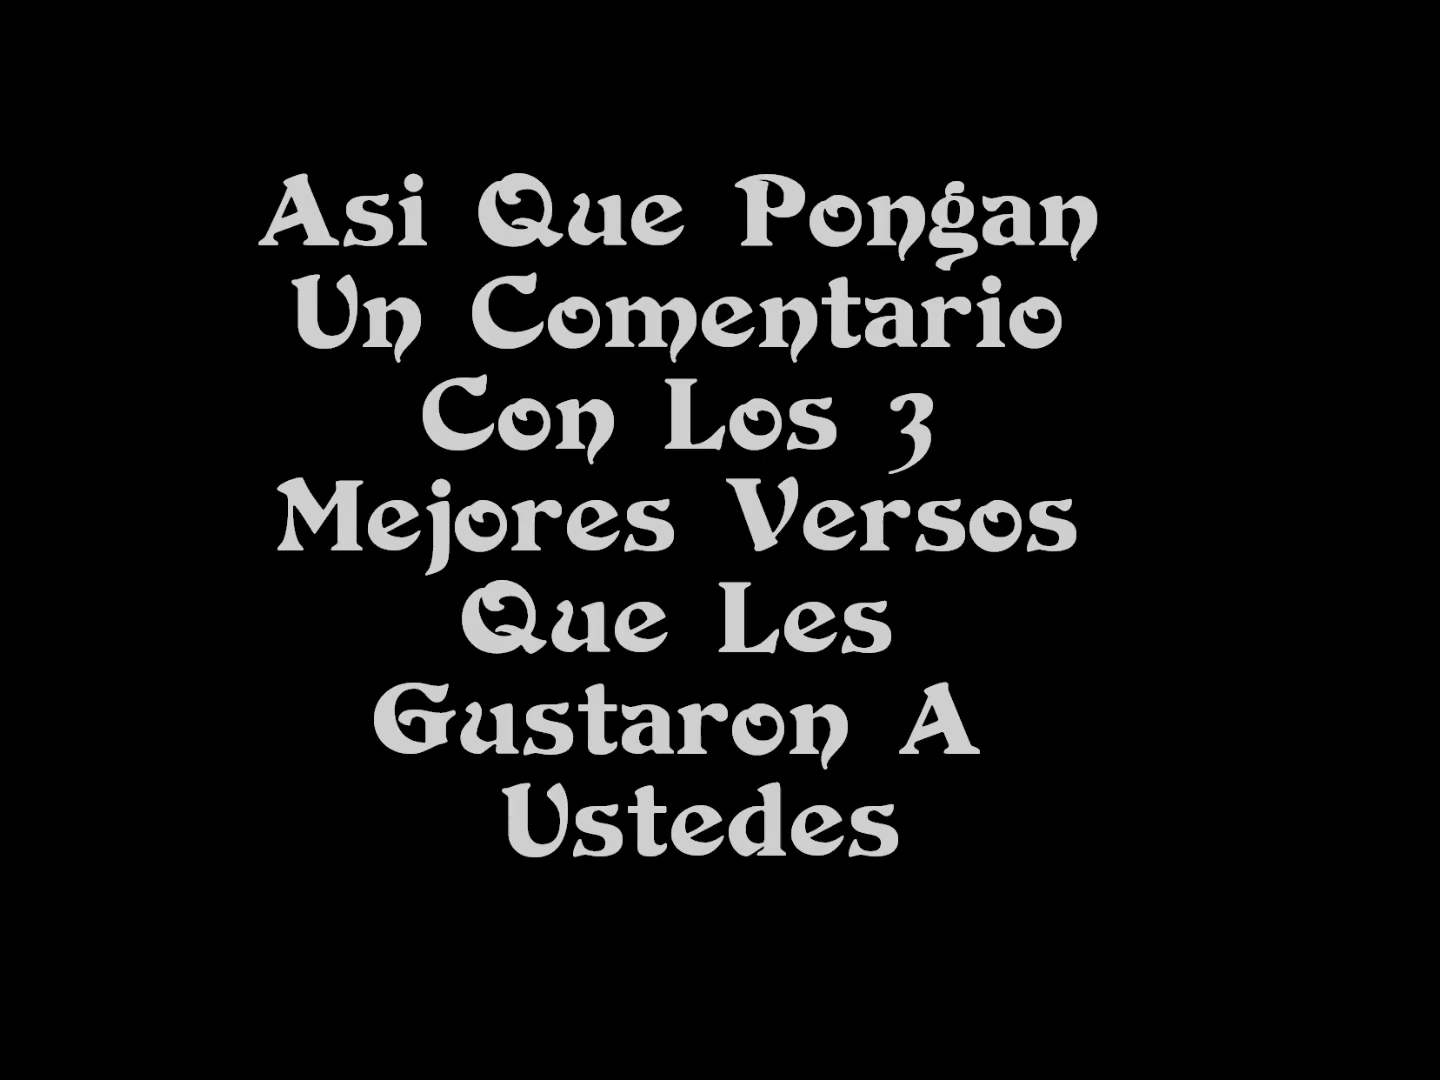 Asi Que Pongan
Un Comentario
Con Los 3
Mejores Versos
Que Les
Gustaron A
Ustedes